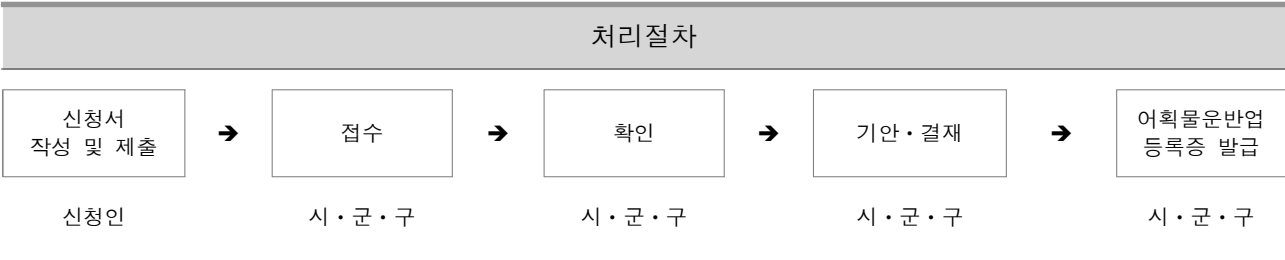 처리절차
신청서
작성 및 제출
➔
접수
➔
확인
➔
기안·결재
➔
어획물운반업
등록증 발급
신청인
시·군·구
시·군·구
시·군·구
시·군·구